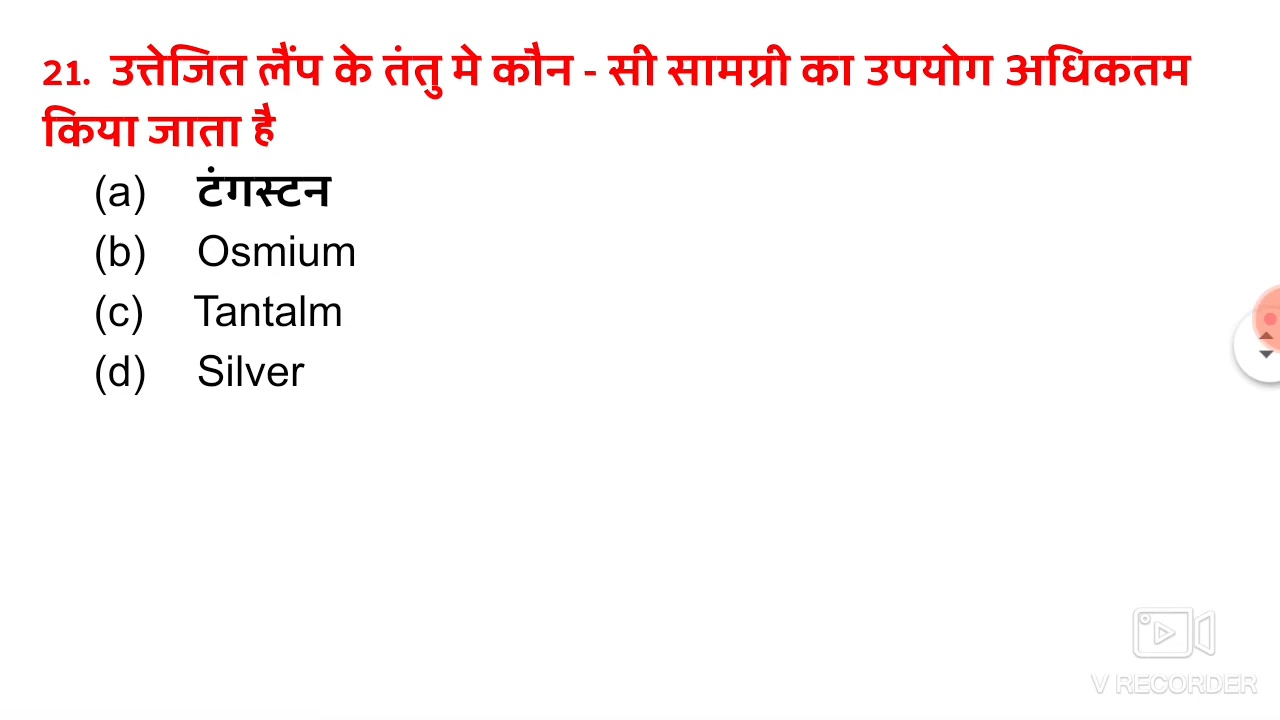 21. उत्तेजित लैंप के तंतु मे कौन - सी सामग्री का उपयोग अधिकतम
किया जाता है
(a) टंगस्टन
(b) Osmium
(c) Tantalm
(d) Silver
V RECORDER